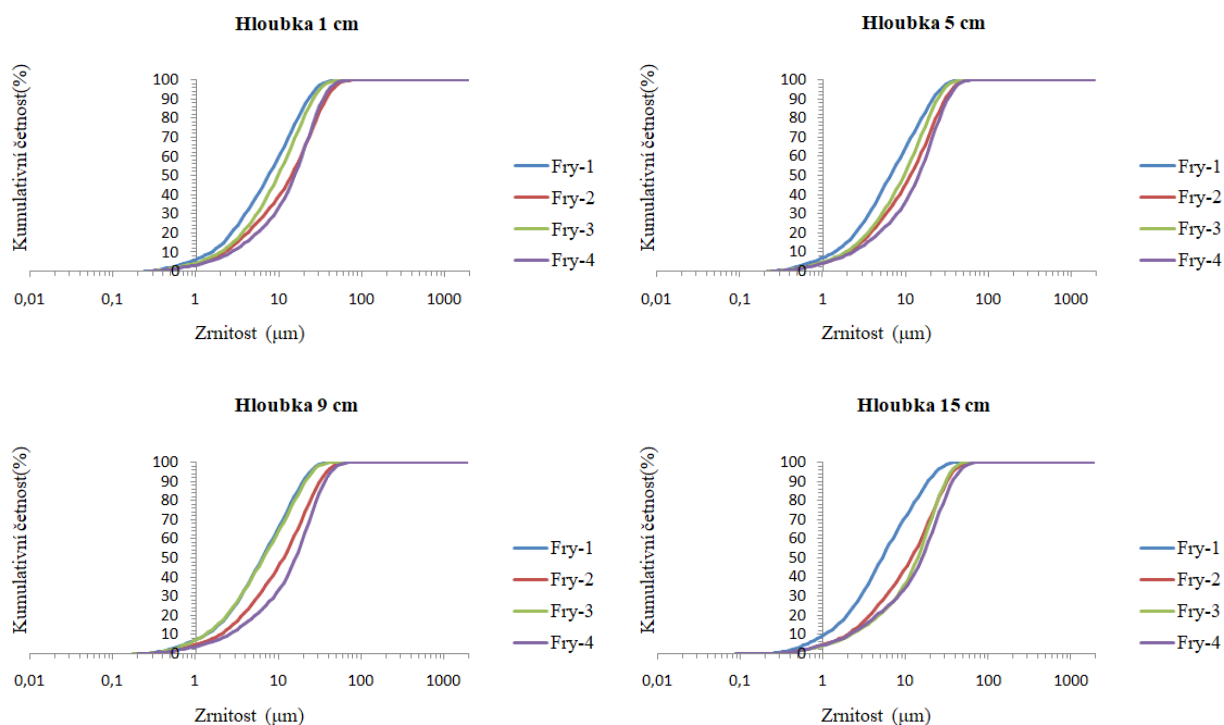 Hloubka 1 cm
Kumulativní četnost(%)
100
90
80
70
60
50
40
30
20
10
0
0,01 0,1 1 10 100 1000
Zrnitost (μm)
Fry-1
Fry-2
Fry-3
Fry-4
Hloubka 5 cm
Kumulativní četnost(%)
100
90
80
70
60
50
40
30
20
10
0
0,01 0,1 1 10 100 1000
Zrnitost (μm)
Fry-1
Fry-2
Fry-3
Fry-4
Hloubka 9 cm
Kumulativní četnost(%)
100
90
80
70
60
50
40
30
20
10
0
0,01 0,1 1 10 100 1000
Zrnitost (μm)
Fry-1
Fry-2
Fry-3
Fry-4
Hloubka 15 cm
Kumulativní četnost(%)
100
90
80
70
60
50
40
30
20
10
0
0,01 0,1 1 10 100 1000
Zrnitost (μm)
Fry-1
Fry-2
Fry-3
Fry-4